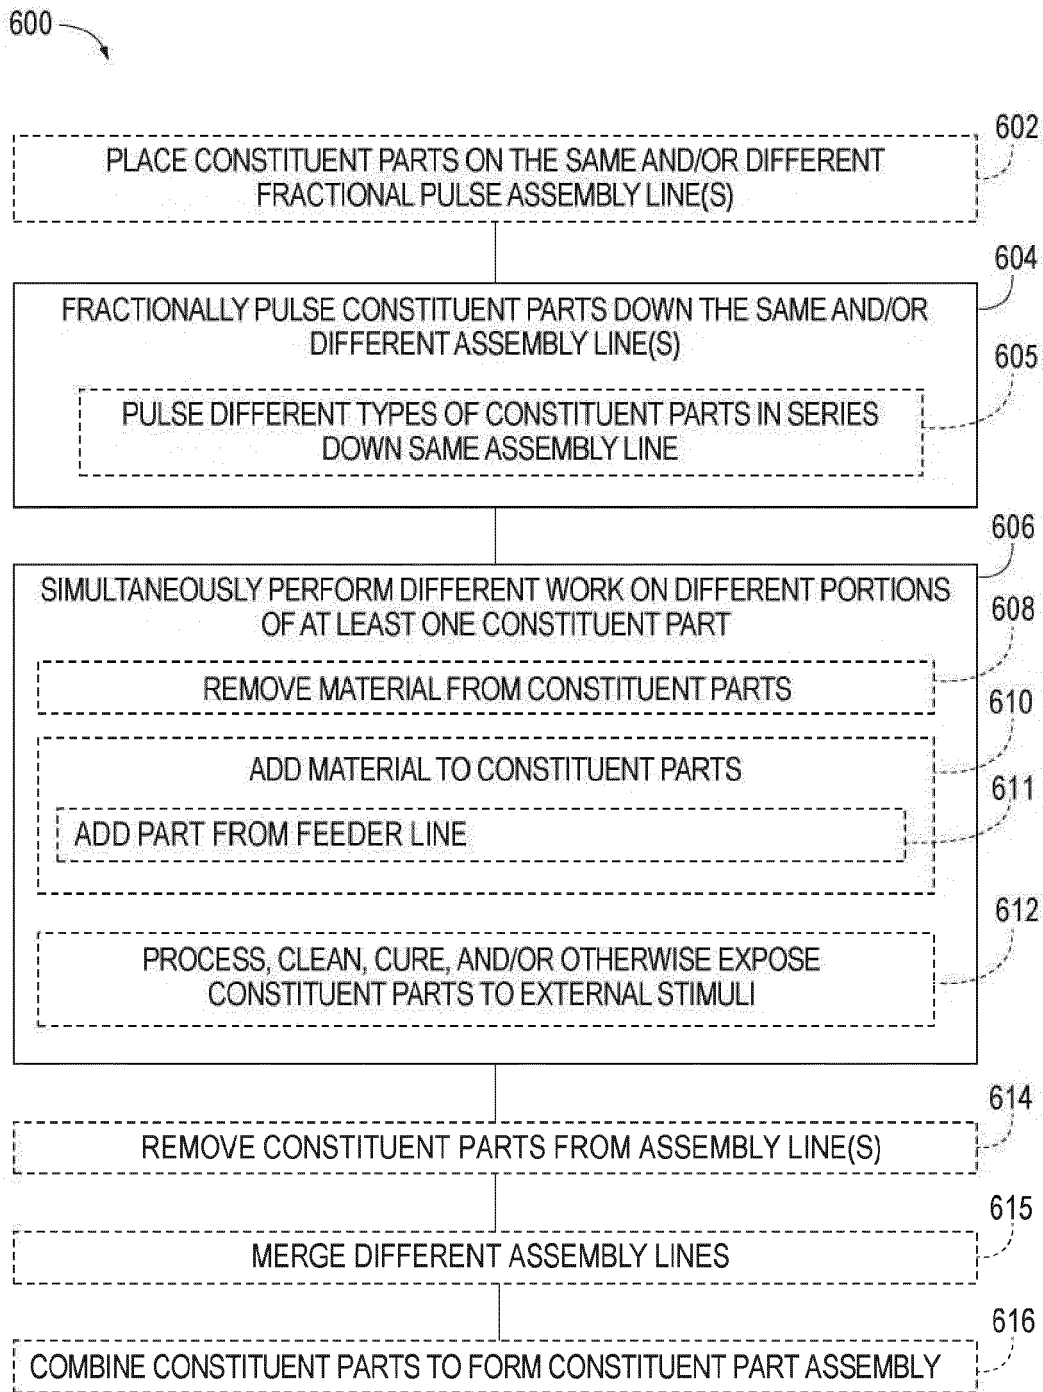 600
602
PLACE CONSTITUENT PARTS ON THE SAME AND/OR DIFFERENT
FRACTIONAL PULSE ASSEMBLY LINE(S)
604
FRACTIONALLY PULSE CONSTITUENT PARTS DOWN THE SAME AND/OR
DIFFERENT ASSEMBLY LINE(S)
605
PULSE DIFFERENT TYPES OF CONSTITUENT PARTS IN SERIES
DOWN SAME ASSEMBLY LINE
606
SIMULTANEOUSLY PERFORM DIFFERENT WORK ON DIFFERENT PORTIONS
OF AT LEAST ONE CONSTITUENT PART
608
REMOVE MATERIAL FROM CONSTITUENT PARTS
610
ADD MATERIAL TO CONSTITUENT PARTS
611
ADD PART FROM FEEDER LINE
612
PROCESS, CLEAN, CURE, AND/OR OTHERWISE EXPOSE
CONSTITUENT PARTS TO EXTERNAL STIMULI
614
REMOVE CONSTITUENT PARTS FROM ASSEMBLY LINE(S)
615
MERGE DIFFERENT ASSEMBLY LINES
616
COMBINE CONSTITUENT PARTS TO FORM CONSTITUENT PART ASSEMBLY